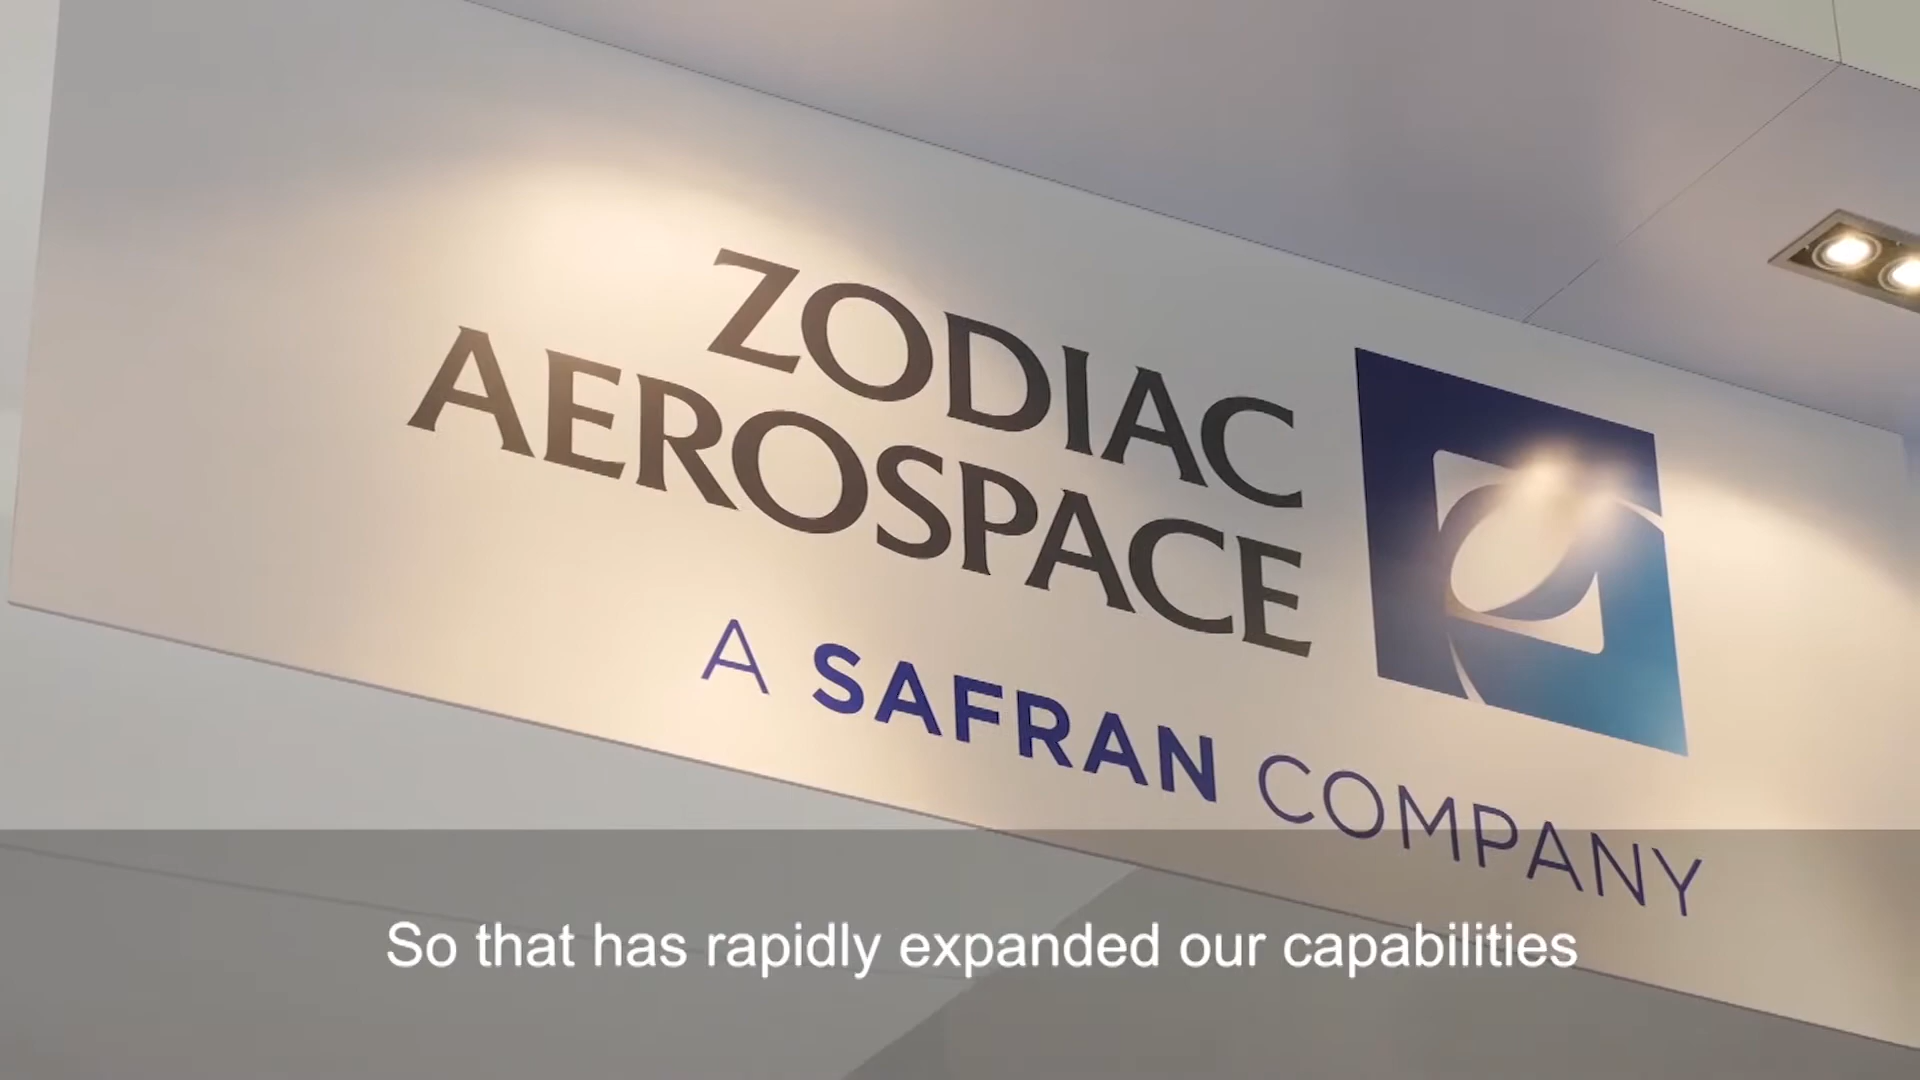 ZODIAC
AEROSPACE
A SAFRAN COMPANY
So that has rapidly expanded our capabilities